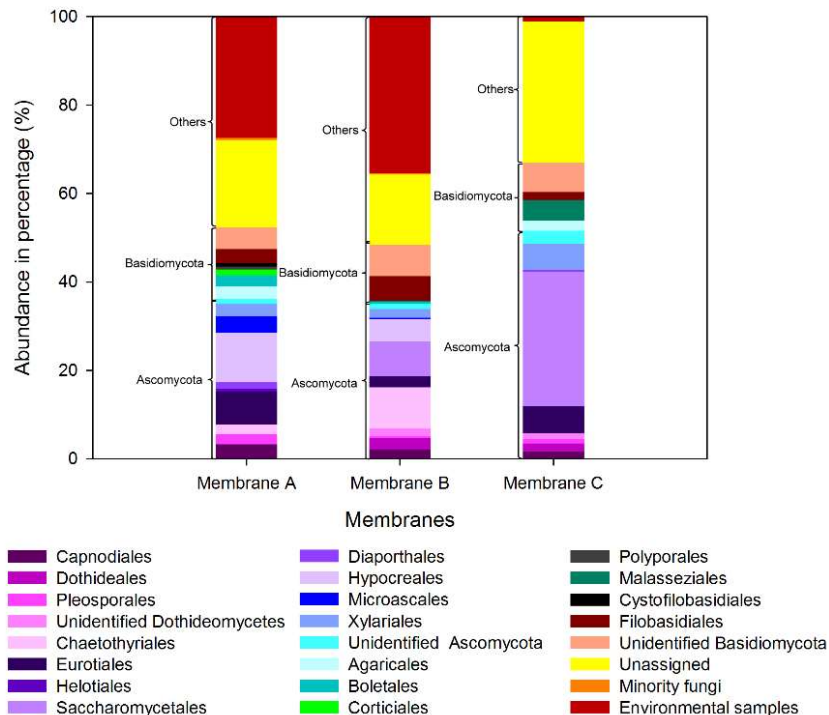 Abundance in percentage (%)
100
80
60
40
20
0
Others
Basidiomycota
Ascomycota
Others
Basidiomycota
Ascomycota
Others
Basidiomycota
Ascomycota
Membrane A
Membrane B
Membrane C
Membranes
Capnodiales
Dothideales
Pleosporales
Unidentified Dothideomycetes
Chaetothyriales
Eurotiales
Helotiales
Saccharomycetales
Diaporthales
Hypocreales
Microascales
Xylariales
Unidentified Ascomycota
Agaricales
Boletales
Corticiales
Polyporales
Malasseziales
Cystofilobasidiales
Filobasidiales
Unidentified Basidiomycota
Unassigned
Minority fungi
Environmental samples